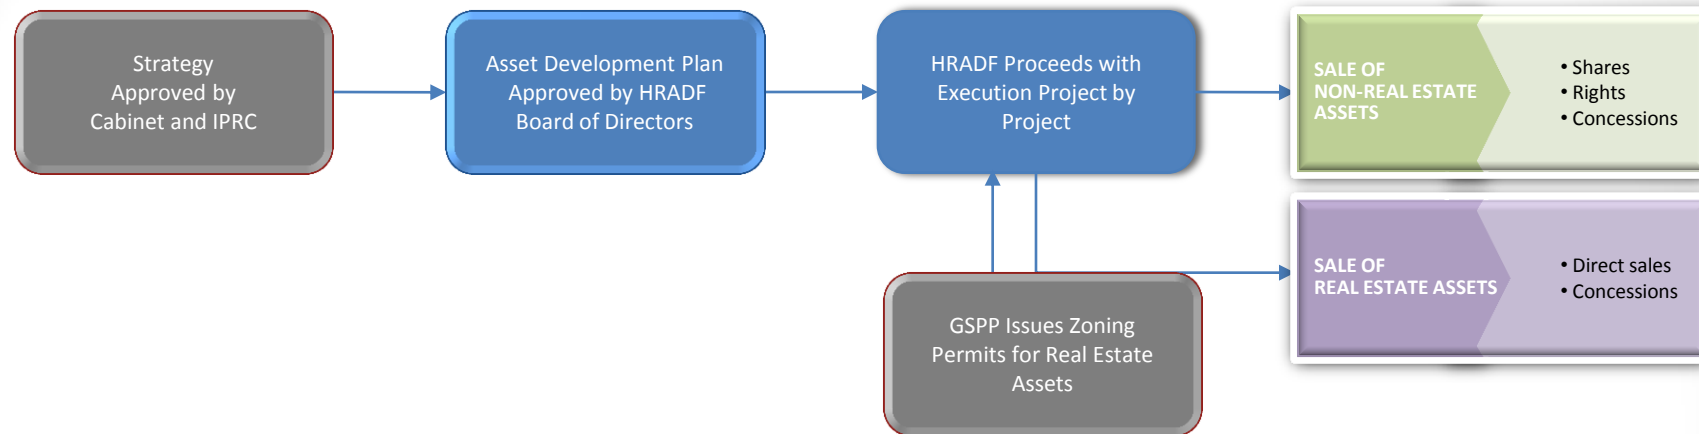 Strategy
Approved by
Cabinet and IPRC
Asset Development Plan
Approved by HRADF
Board of Directors
HRADF Proceeds with
Execution Project by
Project
SALE OF
NON-REAL ESTATE
ASSETS
• Shares
• Rights
• Concessions
SALE OF
REAL ESTATE ASSETS
• Direct sales
• Concessions
GSPP Issues Zoning
Permits for Real Estate
Assets